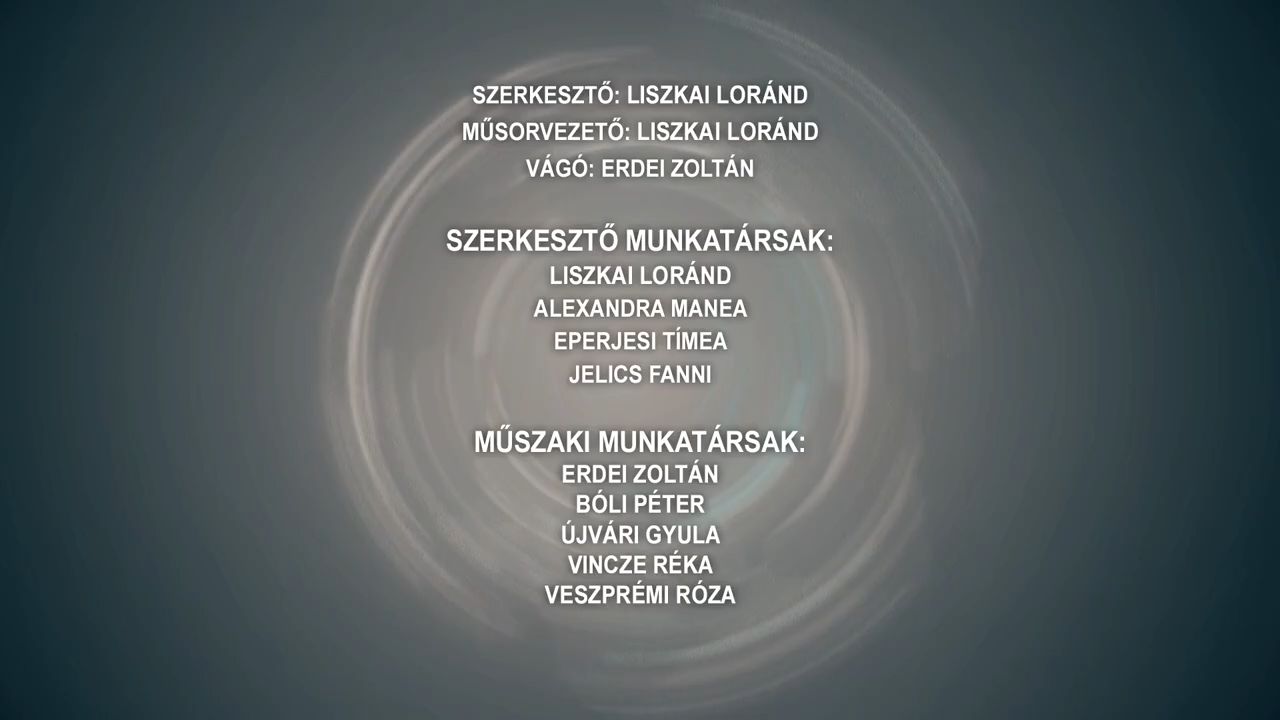 SZERKESZTŐ: LISZKAI LORÁND
MŰSORVEZETŐ: LISZKAI LORÁND
VÁGÓ: ERDEI ZOLTÁN
SZERKESZTŐ MUNKATÁRSAK:
LISZKAI LORÁND
ALEXANDRA MANEA
EPERJESI TÍMEA
JELICS FANNI
MŰSZAKI MUNKATÁRSAK:
ERDEI ZOLTÁN
BÓLI PÉTER
ÚJVÁRI GYULA
VINCZE RÉKA
VESZPRÉMI RÓZA